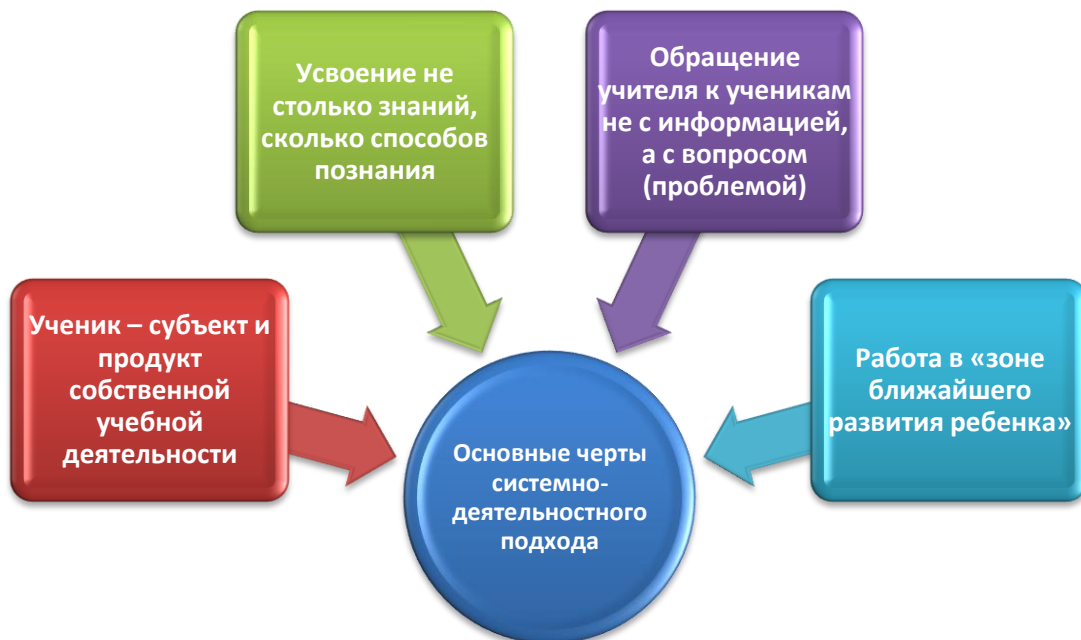 Усвоение не
столько знаний,
сколько способов
познания
Обращение
учителя к ученикам
не с информацией,
а с вопросом
(проблемой)
Ученик – субъект и
продукт
собственной
учебной
деятельности
Работа в «зоне
ближайшего
развития ребенка»
Основные черты
системно-
деятельностного
подхода